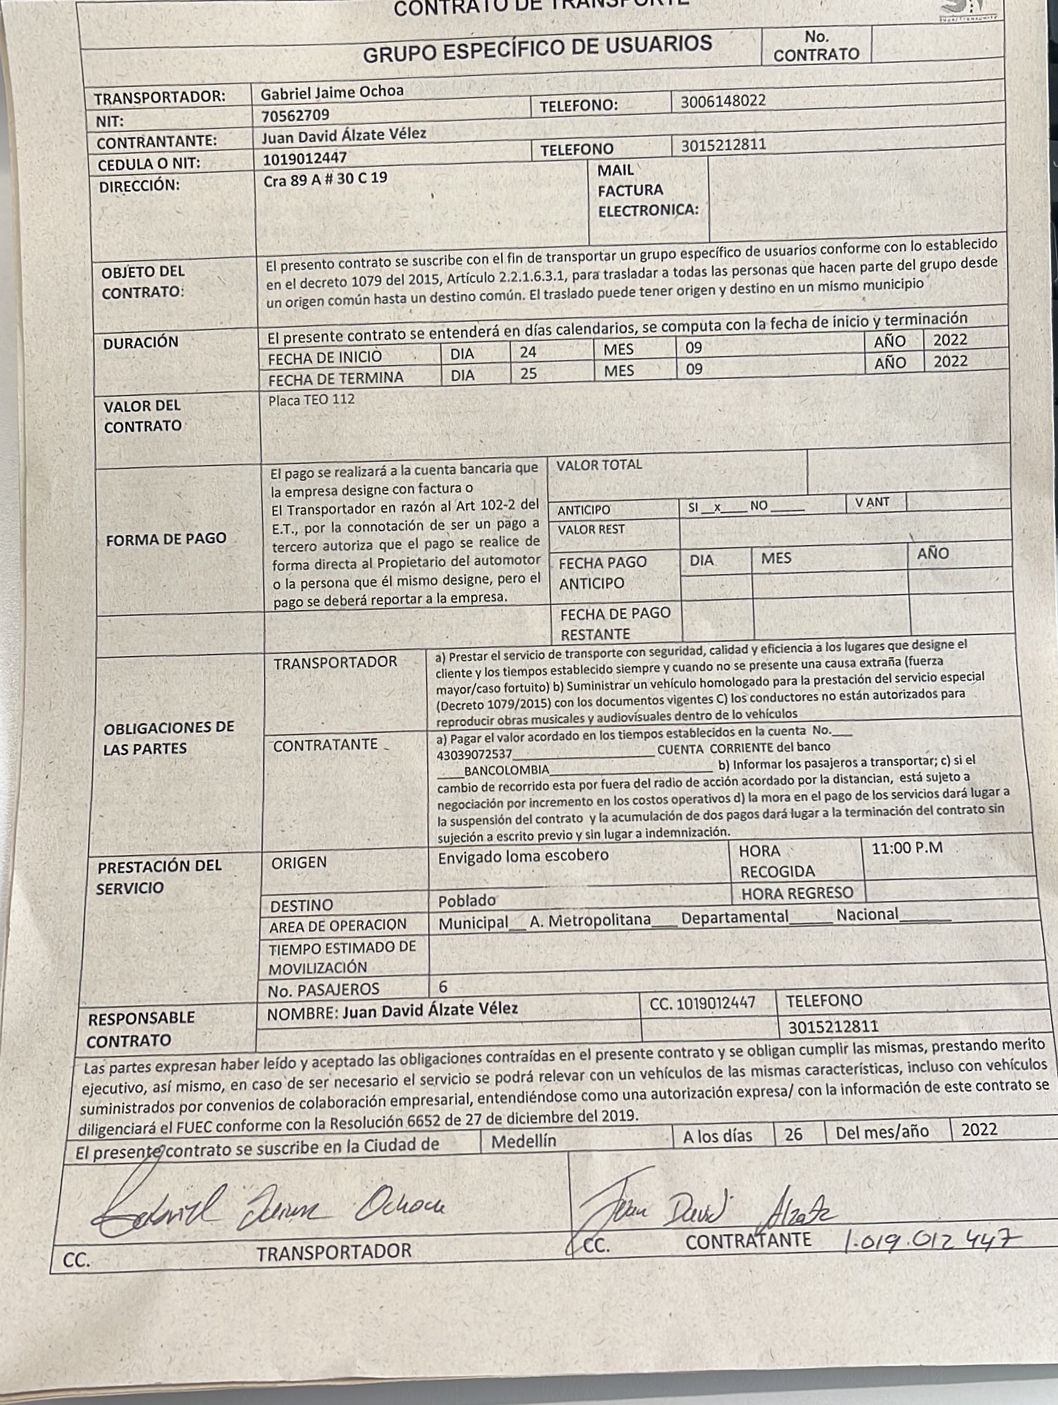 CONTRATO DE TRANSPORTE
GRUPO ESPECÍFICO DE USUARIOS
No. CONTRATO
TRANSPORTADOR: Gabriel Jaime Ochoa
NIT: 70562709 TELEFONO: 3006148022
CONTRANTANTE: Juan David Álzate Vélez
CEDULA O NIT: 1019012447 TELEFONO 3015212811
DIRECCIÓN: Cra 89 A # 30 C 19
MAIL
FACTURA
ELECTRONICA:
OBJETO DEL
CONTRATO:
El presento contrato se suscribe con el fin de transportar un grupo específico de usuarios conforme con lo establecido
en el decreto 1079 del 2015, Artículo 2.2.1.6.3.1, para trasladar a todas las personas que hacen parte del grupo desde
un origen común hasta un destino común. El traslado puede tener origen y destino en un mismo municipio
DURACIÓN
El presente contrato se entenderá en días calendarios, se computa con la fecha de inicio y terminación
FECHA DE INICIO DIA 24 MES 09 AÑO 2022
FECHA DE TERMINA DIA 25 MES 09 AÑO 2022
VALOR DEL
CONTRATO
Placa TEO 112
FORMA DE PAGO
El pago se realizará a la cuenta bancaria que
la empresa designe con factura o
El Transportador en razón al Art 102-2 del
E.T., por la connotación de ser un pago a
tercero autoriza que el pago se realice de
forma directa al Propietario del automotor
o la persona que él mismo designe, pero el
pago se deberá reportar a la empresa.
VALOR TOTAL
ANTICIPO SI __x____ NO _____ V ANT
VALOR REST
FECHA PAGO
ANTICIPO
DIA MES AÑO
FECHA DE PAGO
RESTANTE
OBLIGACIONES DE
LAS PARTES
TRANSPORTADOR
a) Prestar el servicio de transporte con seguridad, calidad y eficiencia a los lugares que designe el
cliente y los tiempos establecido siempre y cuando no se presente una causa extraña (fuerza
mayor/caso fortuito) b) Suministrar un vehículo homologado para la prestación del servicio especial
(Decreto 1079/2015) con los documentos vigentes C) los conductores no están autorizados para
reproducir obras musicales y audiovisuales dentro de lo vehículos
CONTRATANTE
a) Pagar el valor acordado en los tiempos establecidos en la cuenta No.___
43039072537____________________ CUENTA CORRIENTE del banco
____BANCOLOMBIA_______________________ b) Informar los pasajeros a transportar; c) si el
cambio de recorrido esta por fuera del radio de acción acordado por la distancian, está sujeto a
negociación por incremento en los costos operativos d) la mora en el pago de los servicios dará lugar a
la suspensión del contrato y la acumulación de dos pagos dará lugar a la terminación del contrato sin
sujeción a escrito previo y sin lugar a indemnización.
PRESTACIÓN DEL
SERVICIO
ORIGEN Envigado loma escobero
HORA
RECOGIDA
11:00 P.M
DESTINO Poblado HORA REGRESO
AREA DE OPERACION Municipal__ A. Metropolitana___ Departamental_____ Nacional______
TIEMPO ESTIMADO DE
MOVILIZACIÓN
No. PASAJEROS 6
RESPONSABLE
CONTRATO
NOMBRE: Juan David Álzate Vélez CC. 1019012447 TELEFONO
3015212811
Las partes expresan haber leído y aceptado las obligaciones contraídas en el presente contrato y se obligan cumplir las mismas, prestando merito
ejecutivo, así mismo, en caso de ser necesario el servicio se podrá relevar con un vehículos de las mismas características, incluso con vehículos
suministrados por convenios de colaboración empresarial, entendiéndose como una autorización expresa/ con la información de este contrato se
diligenciará el FUEC conforme con la Resolución 6652 de 27 de diciembre del 2019.
El presente contrato se suscribe en la Ciudad de Medellín A los días 26 Del mes/año 2022
Gabriel Jaime Ochoa
Juan David Alzate
CC. TRANSPORTADOR
CC. CONTRATANTE 1.019.012 447